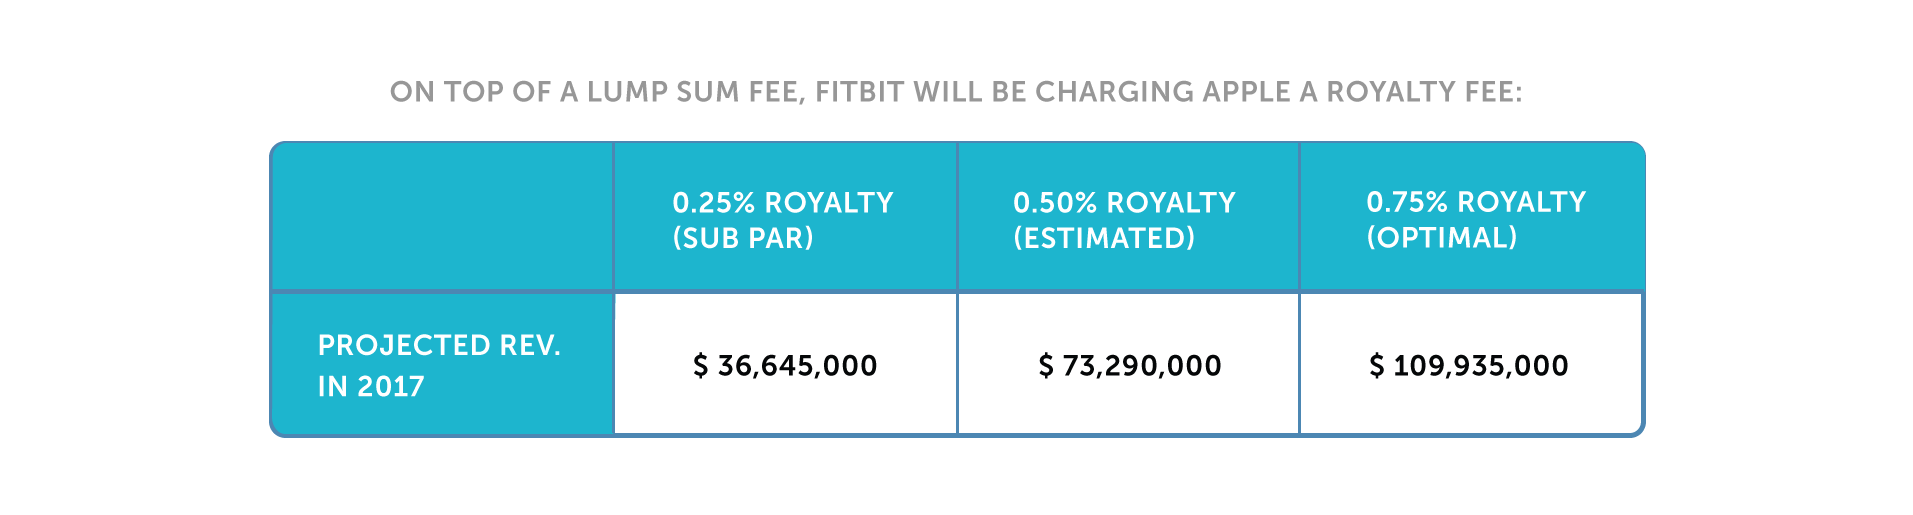 ON TOP OF A LUMP SUM FEE, FITBIT WILL BE CHARGING APPLE A ROYALTY FEE:
0.25% ROYALTY
(SUB PAR)
0.50% ROYALTY
(ESTIMATED)
0.75% ROYALTY
(OPTIMAL)
PROJECTED REV.
IN 2017
$ 36,645,000
$ 73,290,000
$ 109,935,000